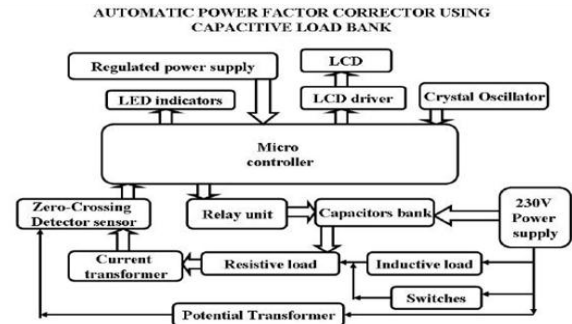 AUTOMATIC POWER FACTOR CORRECTOR USING
CAPACITIVE LOAD BANK
Regulated power supply
LCD
LED indicators
LCD driver
Crystal Oscillator
Micro
controller
Zero-Crossing
Detector sensor
Relay unit
Capacitors bank
230V
Power
supply
Current
transformer
Resistive load
Inductive load
Switches
Potential Transformer